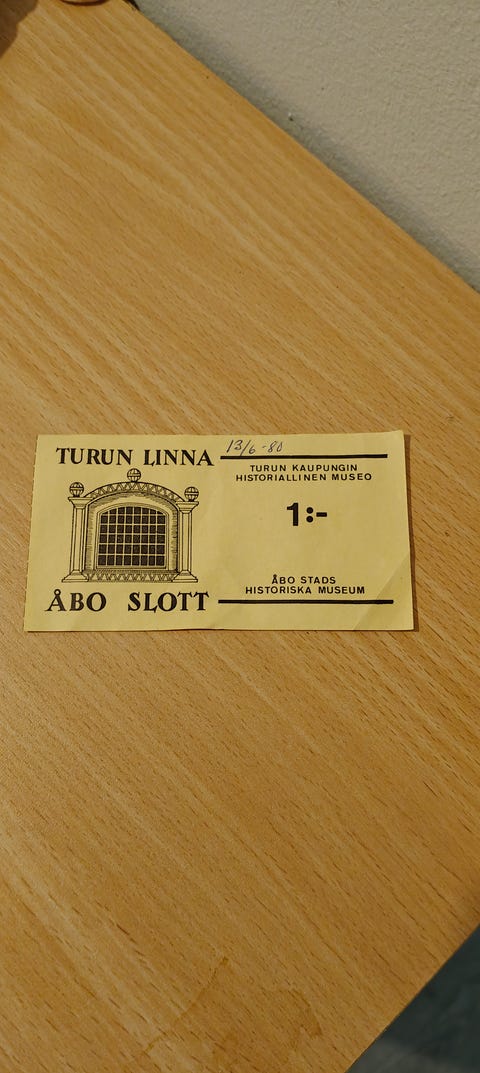 TURUN LINNA
ÅBO SLOTT
13/6 -80
TURUN KAUPUNGIN
HISTORIALLINEN MUSEO
1:-
ÅBO STADS
HISTORISKA MUSEUM